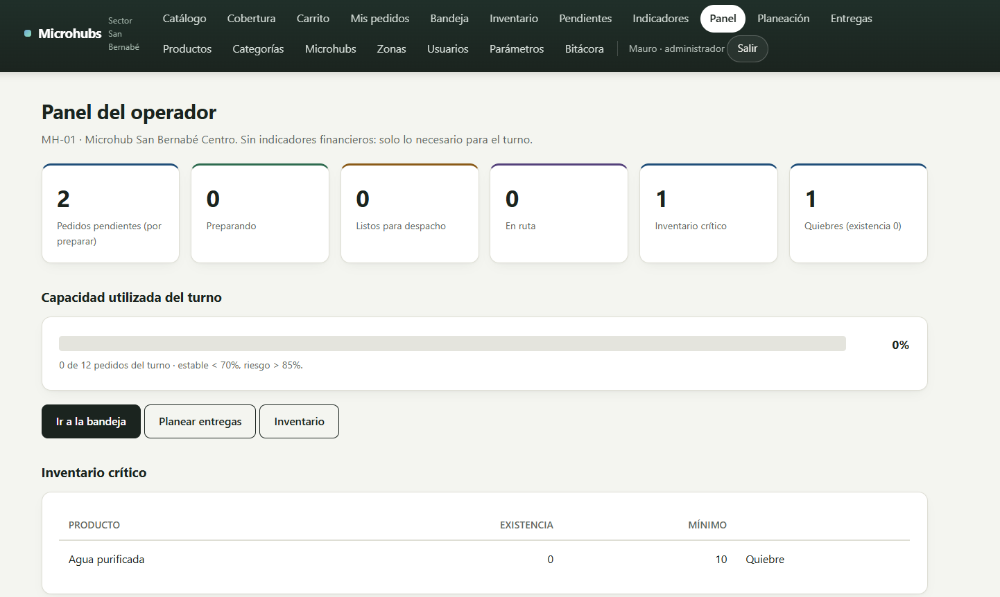 Microhubs
Sector
San
Bernabé
Catálogo Cobertura Carrito Mis pedidos Bandeja Inventario Pendientes Indicadores Panel Planeación Entregas
Productos Categorías Microhubs Zonas Usuarios Parámetros Bitácora Mauro · administrador Salir
Panel del operador
MH-01 · Microhub San Bernabé Centro. Sin indicadores financieros: solo lo necesario para el turno.
2
Pedidos pendientes (por
preparar)
0
Preparando
0
Listos para despacho
0
En ruta
1
Inventario crítico
1
Quiebres (existencia 0)
Capacidad utilizada del turno
0%
0 de 12 pedidos del turno · estable < 70%, riesgo > 85%.
Ir a la bandeja Planear entregas Inventario
Inventario crítico
PRODUCTO EXISTENCIA MÍNIMO
Agua purificada 0 10 Quiebre